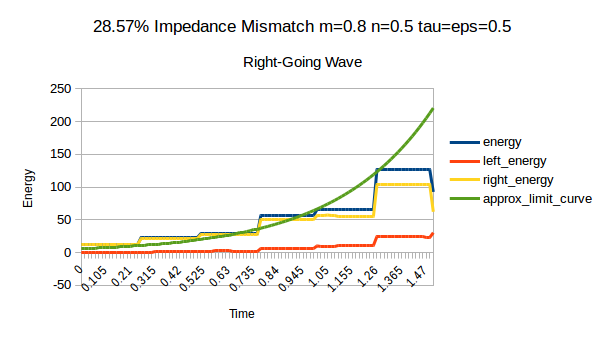 28.57% Impedance Mismatch m=0.8 n=0.5 tau=eps=0.5
Right-Going Wave
250
200
150
100
50
0
-50
Energy
0
0.105
0.21
0.315
0.42
0.525
0.63
0.735
0.84
0.945
1.05
1.155
1.26
1.365
1.47
Time
energy
left_energy
right_energy
approx_limit_curve